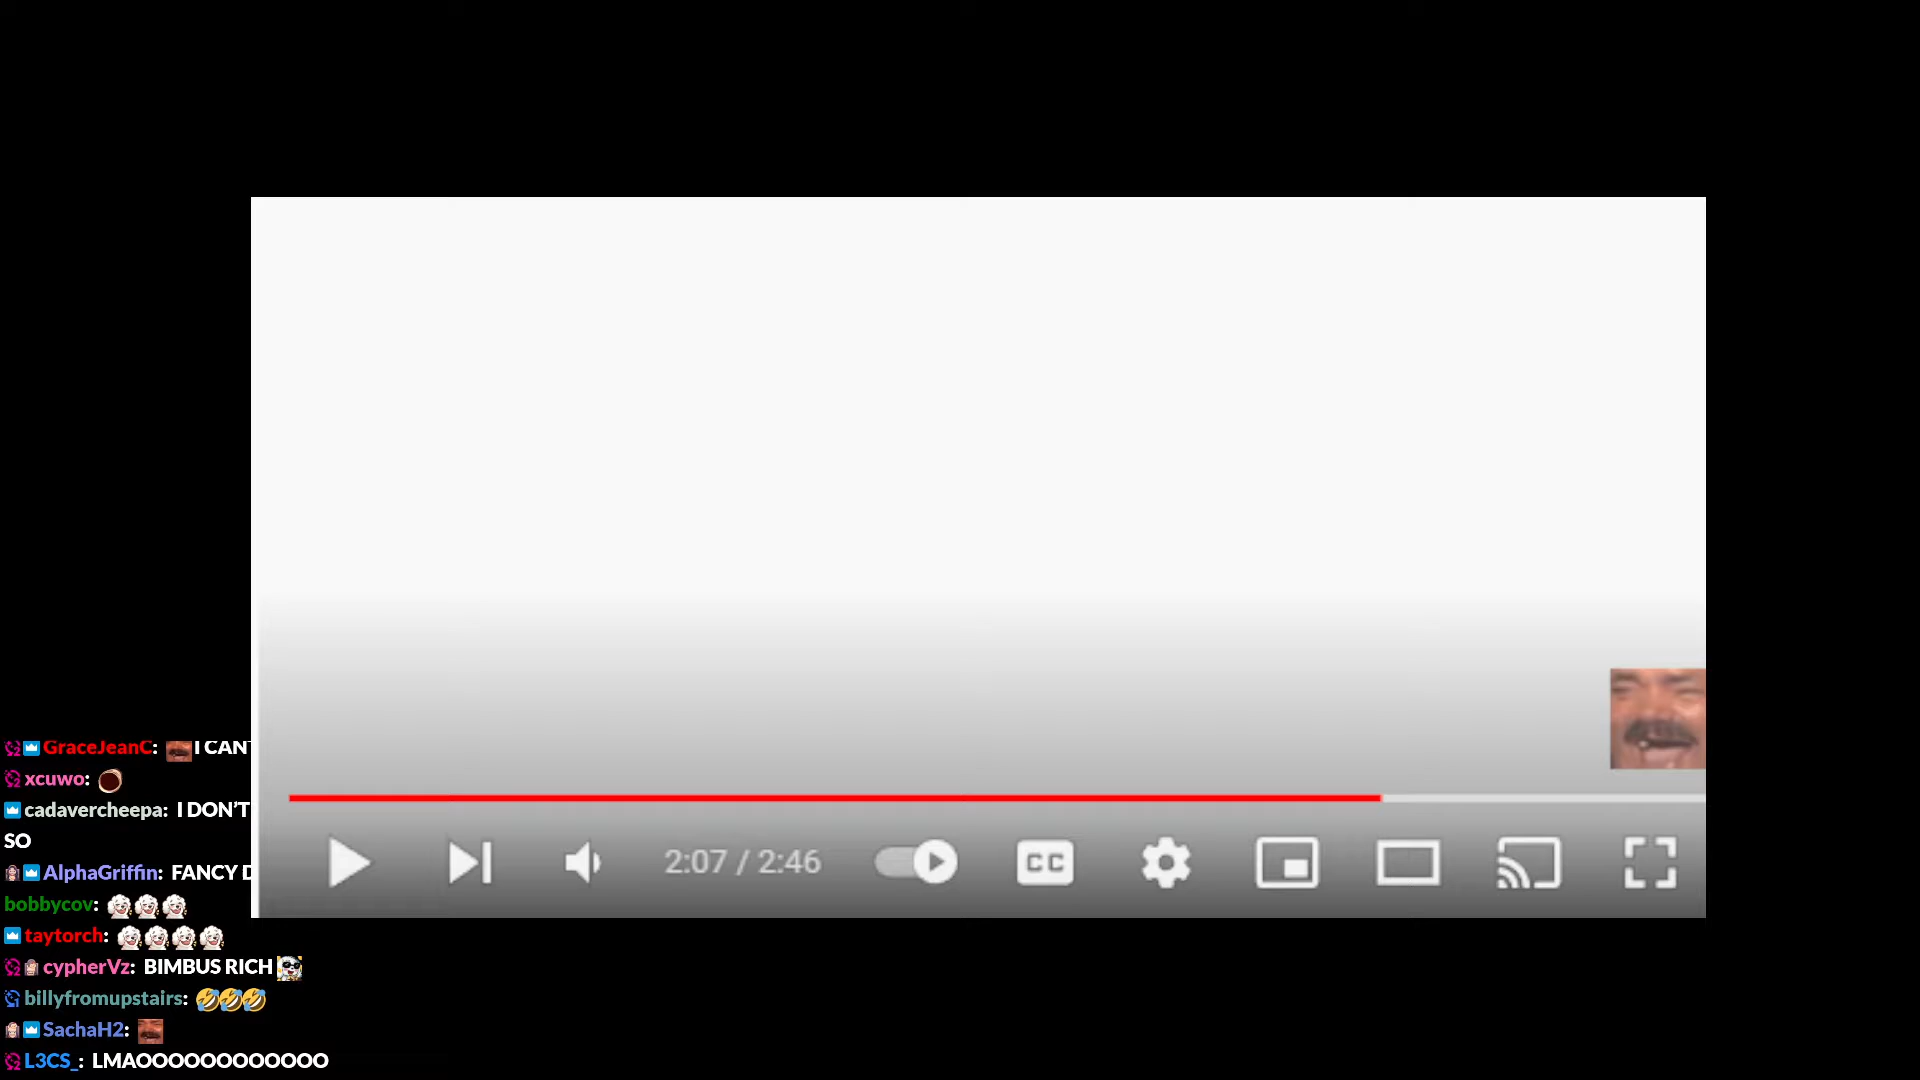 GraceJeanC: I CAN'
xcuwo:
cadavercheepa: I DON'T
SO
AlphaGriffin: FANCY
bobbycov:
taytorch:
cypherVz: BIMBUS RICH
billyfromupstairs:
SachaH2:
L3CS_: LMAOOOOOOOOOOOO
2:07 / 2:46
CC